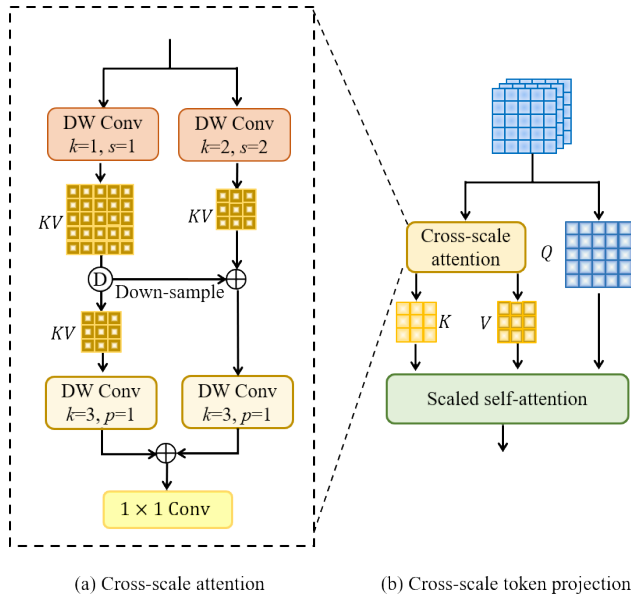 DW Conv
k=1, s=1
DW Conv
k=2, s=2
KV
KV
D
Down-sample
KV
DW Conv
k=3, p=1
DW Conv
k=3, p=1
1 × 1 Conv
(a) Cross-scale attention
Cross-scale
attention
Q
K
V
Scaled self-attention
(b) Cross-scale token projection